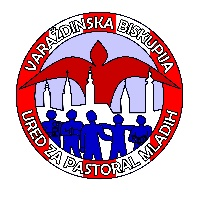 VARAŽDINSKA BISKUPIJA
URED ZA PASTORAL MLADIH